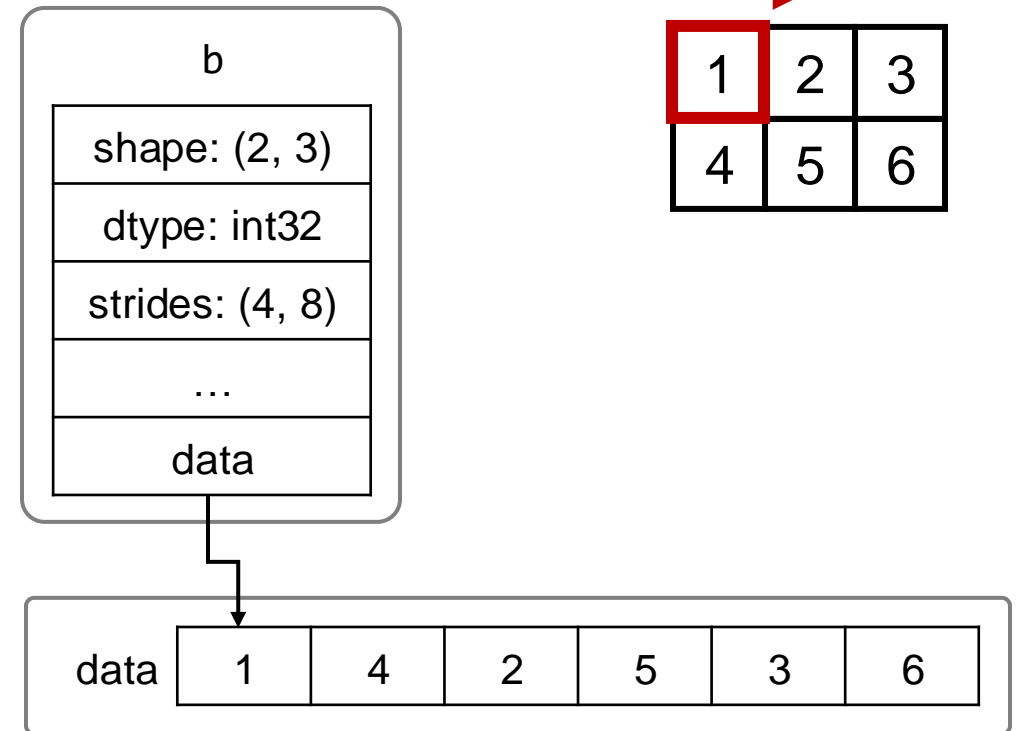 b
shape: (2, 3)
dtype: int32
strides: (4, 8)
…
data
1 2 3
4 5 6
data 1 4 2 5 3 6